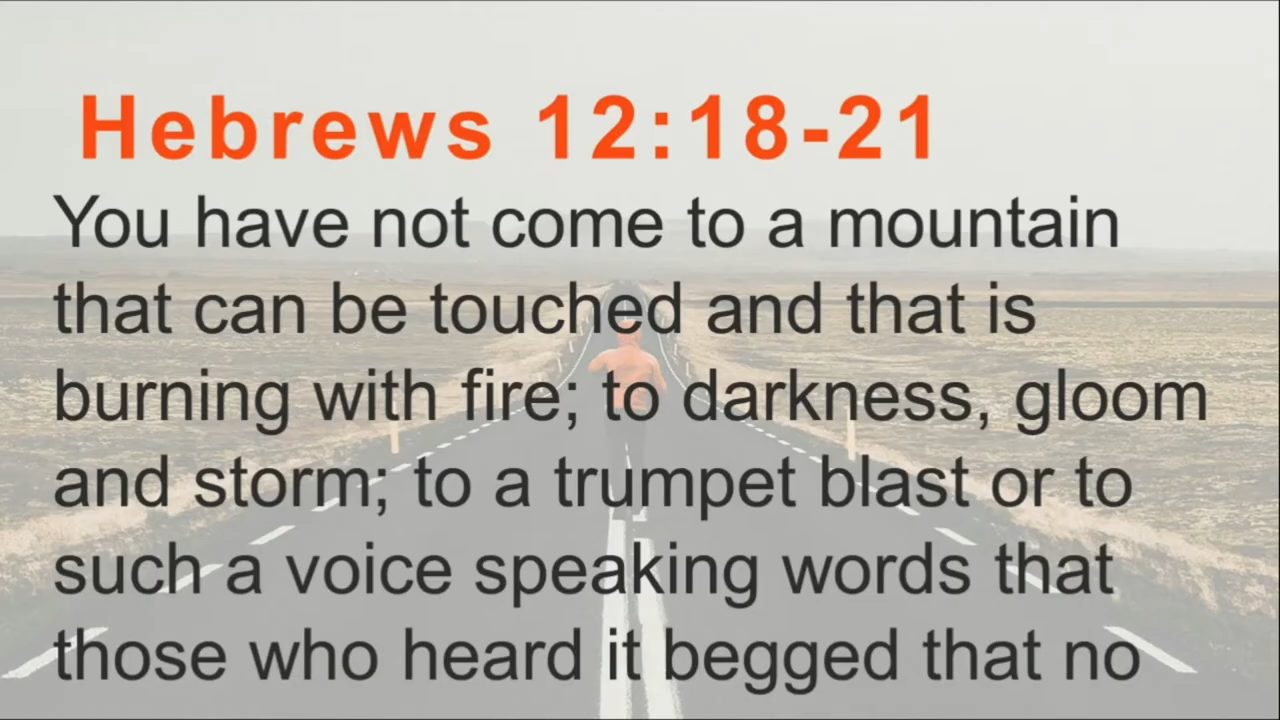 Hebrews 12:18-21
You have not come to a mountain
that can be touched and that is
burning with fire; to darkness, gloom
and storm; to a trumpet blast or to
such a voice speaking words that
those who heard it begged that no